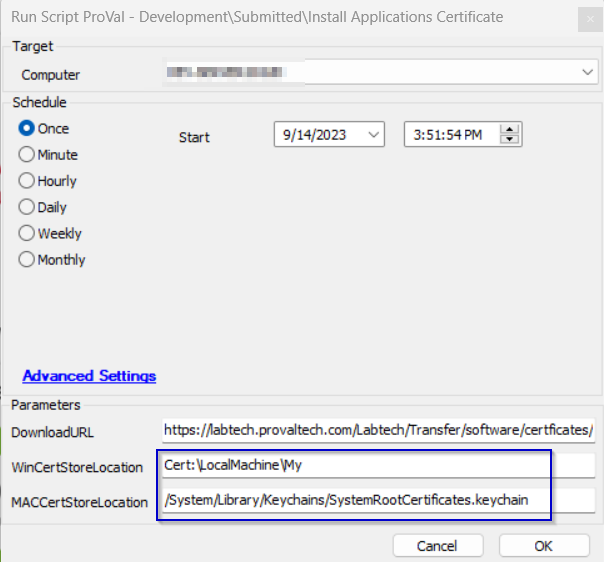 Run Script ProVal - Development\Submitted\Install Applications Certificate
Target
Computer
Schedule
Once
Start
9/14/2023
3:51:54 PM
Minute
Hourly
Daily
Weekly
Monthly
Advanced Settings
Parameters
DownloadURL
https://labtech.provaltech.com/Labtech/Transfer/software/certficates/
WinCertStoreLocation
Cert:\LocalMachine\My
MACCertStoreLocation
/System/Library/Keychains/SystemRootCertificates.keychain
Cancel
OK